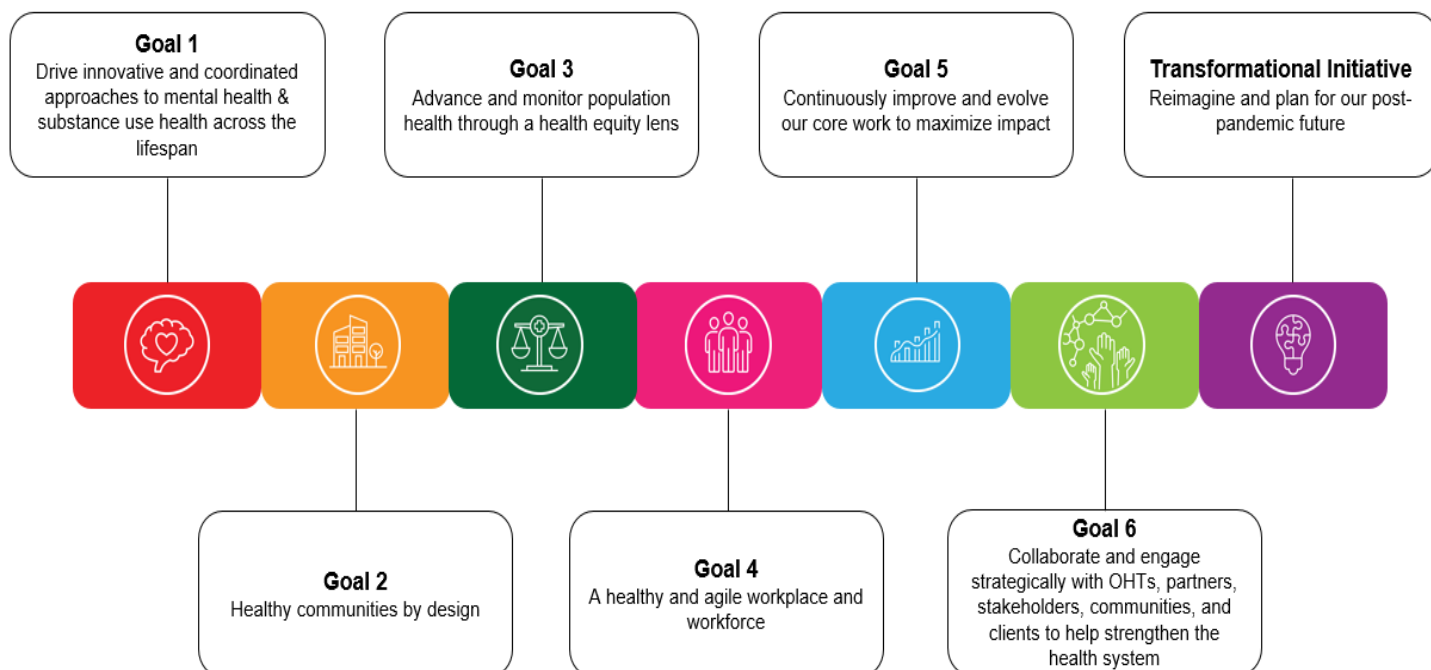 Goal 1
Drive innovative and coordinated
approaches to mental health &
substance use health across the
lifespan
Goal 3
Advance and monitor population
health through a health equity lens
Goal 5
Continuously improve and evolve
our core work to maximize impact
Transformational Initiative
Reimagine and plan for our post-
pandemic future
Goal 2
Healthy communities by design
Goal 4
A healthy and agile workplace and
workforce
Goal 6
Collaborate and engage
strategically with OHTs, partners,
stakeholders, communities, and
clients to help strengthen the
health system